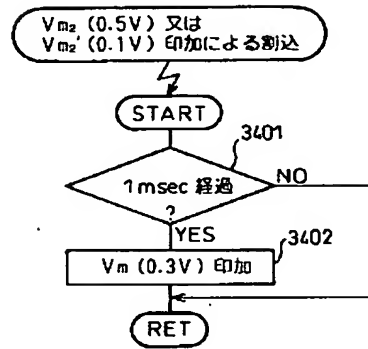 Vm₂ (0.5V) 又は
Vm₂' (0.1V) 印加による割込
START
3401
1msec 経過
?
NO
YES
3402
Vm (0.3V) 印加
RET